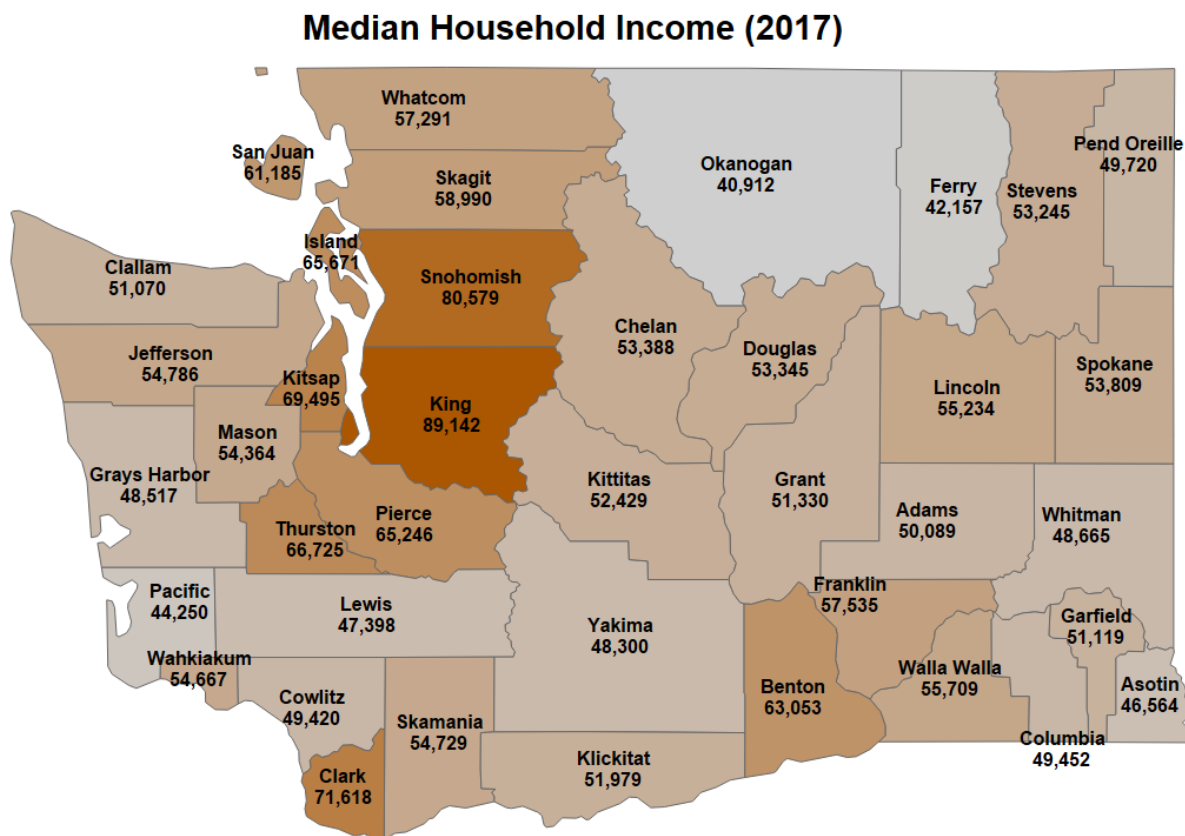 Median Household Income (2017)
Whatcom
57,291
San Juan
61,185
Skagit
58,990
Okanogan
40,912
Ferry
42,157
Stevens
53,245
Pend Oreille
49,720
Island
65,671
Clallam
51,070
Snohomish
80,579
Chelan
53,388
Douglas
53,345
Jefferson
54,786
Kitsap
69,495
King
89,142
Lincoln
55,234
Spokane
53,809
Mason
54,364
Grays Harbor
48,517
Kittitas
52,429
Grant
51,330
Adams
50,089
Whitman
48,665
Thurston
66,725
Pierce
65,246
Pacific
44,250
Lewis
47,398
Yakima
48,300
Franklin
57,535
Garfield
51,119
Wahkiakum
54,667
Cowlitz
49,420
Skamania
54,729
Benton
63,053
Walla Walla
55,709
Columbia
49,452
Asotin
46,564
Clark
71,618
Klickitat
51,979